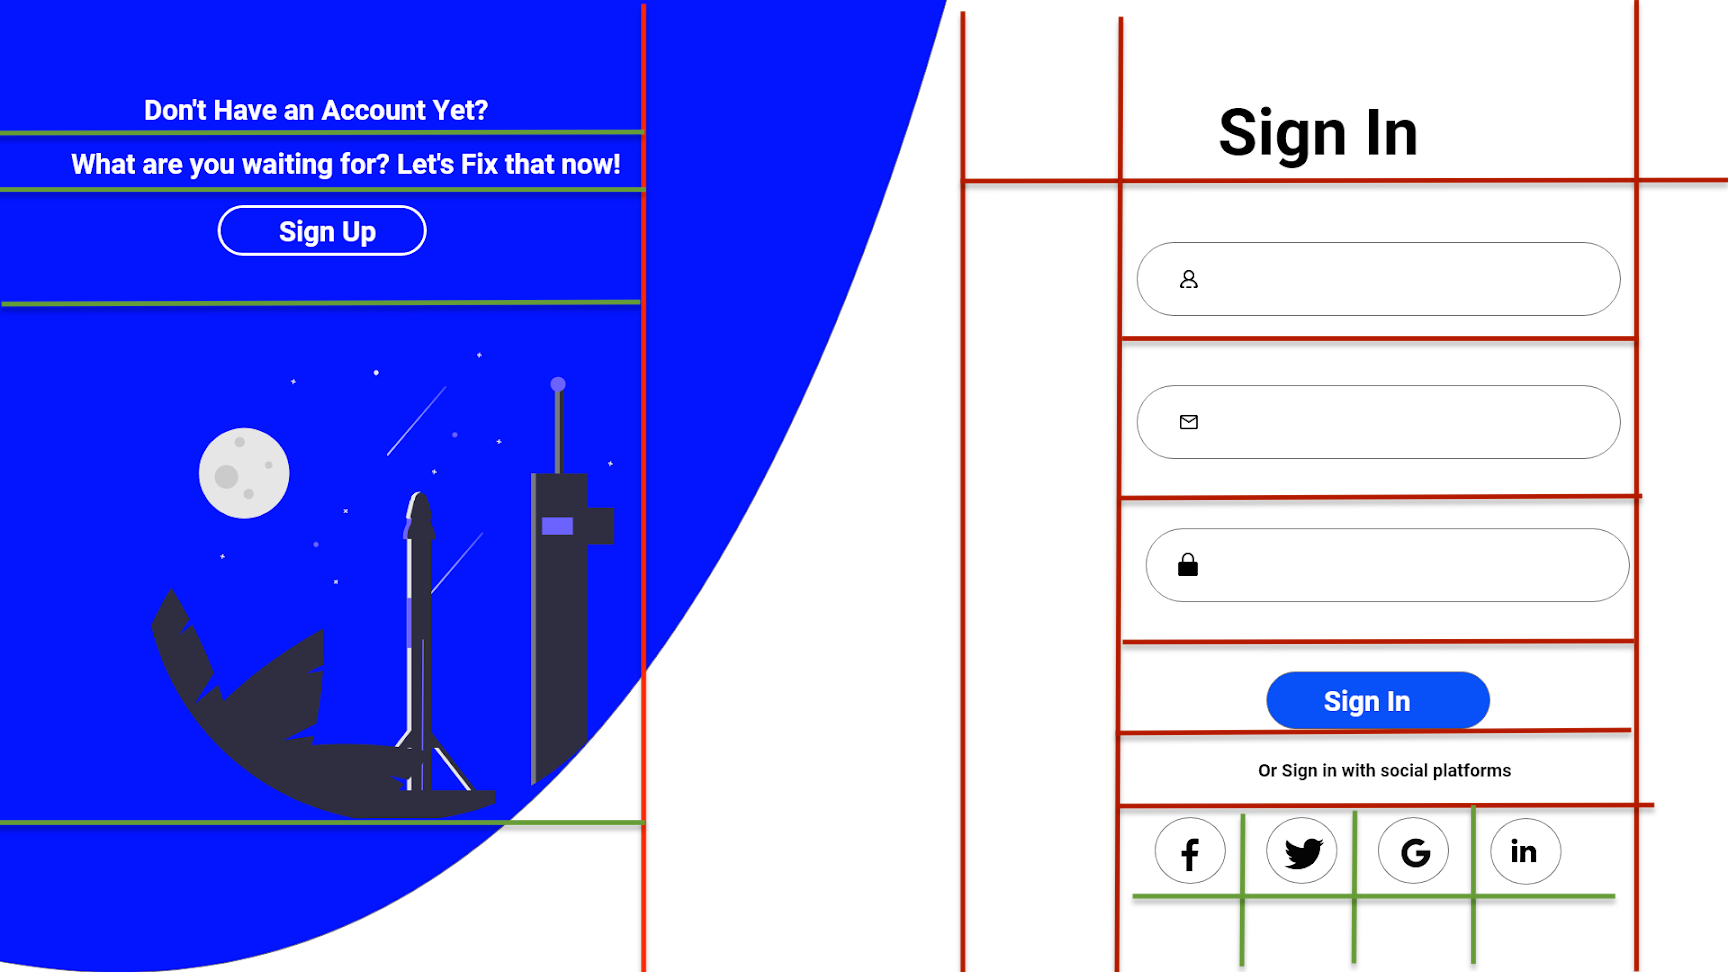 Don't Have an Account Yet?
What are you waiting for? Let's Fix that now!
Sign Up
Sign In
Sign In
Or Sign in with social platforms
f
G
in